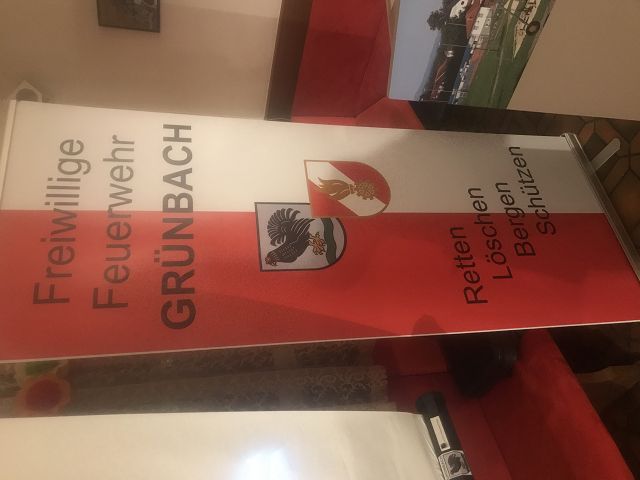 Freiwillige
Feuerwehr
GRÜNBACH
Retten
Löschen
Bergen
Schützen